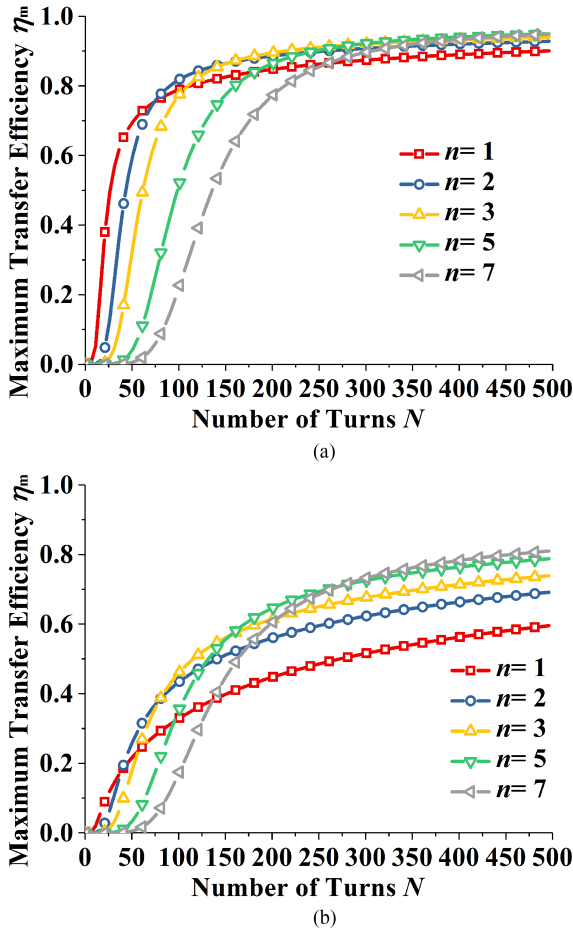 Maximum Transfer Efficiency ηm
1.0
0.8
0.6
0.4
0.2
0.0
n= 1
n= 2
n= 3
n= 5
n= 7
0 50 100 150 200 250 300 350 400 450 500
Number of Turns N
(a)
Maximum Transfer Efficiency ηm
1.0
0.8
0.6
0.4
0.2
0.0
n= 1
n= 2
n= 3
n= 5
n= 7
0 50 100 150 200 250 300 350 400 450 500
Number of Turns N
(b)